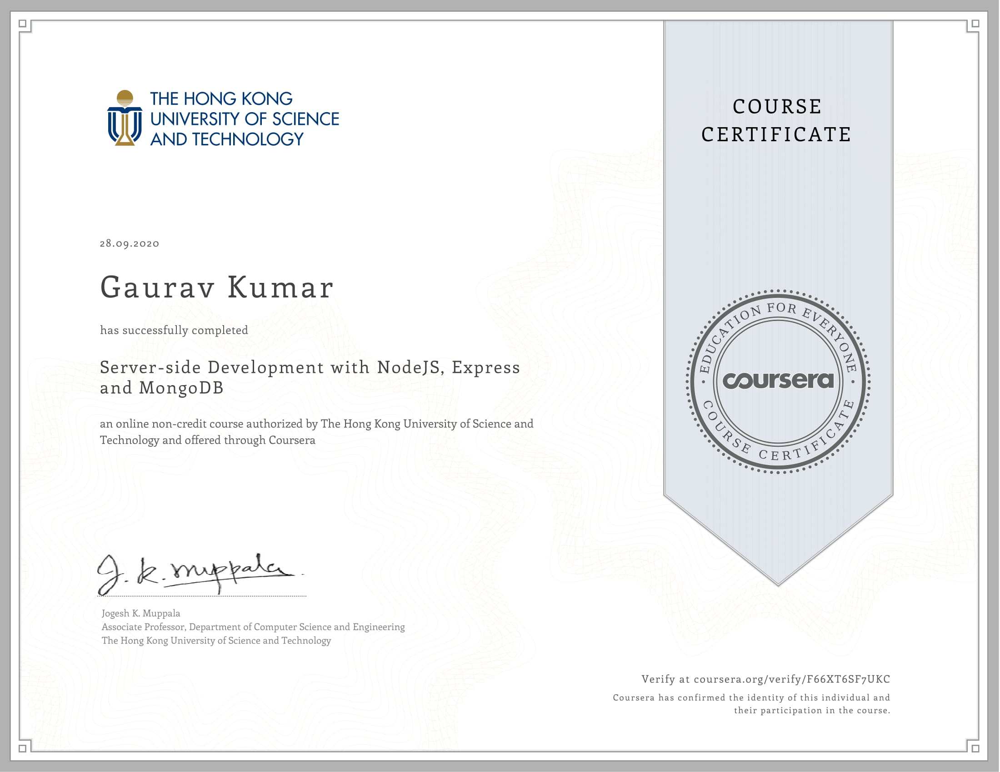 THE HONG KONG
UNIVERSITY OF SCIENCE
AND TECHNOLOGY
COURSE
CERTIFICATE
28.09.2020
Gaurav Kumar
has successfully completed
Server-side Development with NodeJS, Express
and MongoDB
an online non-credit course authorized by The Hong Kong University of Science and
Technology and offered through Coursera
EDUCATION FOR EVERYONE
coursera
COURSE CERTIFICATE
J. K. Muppala
Jogesh K. Muppala
Associate Professor, Department of Computer Science and Engineering
The Hong Kong University of Science and Technology
Verify at coursera.org/verify/F66XT6SF7UKC
Coursera has confirmed the identity of this individual and
their participation in the course.